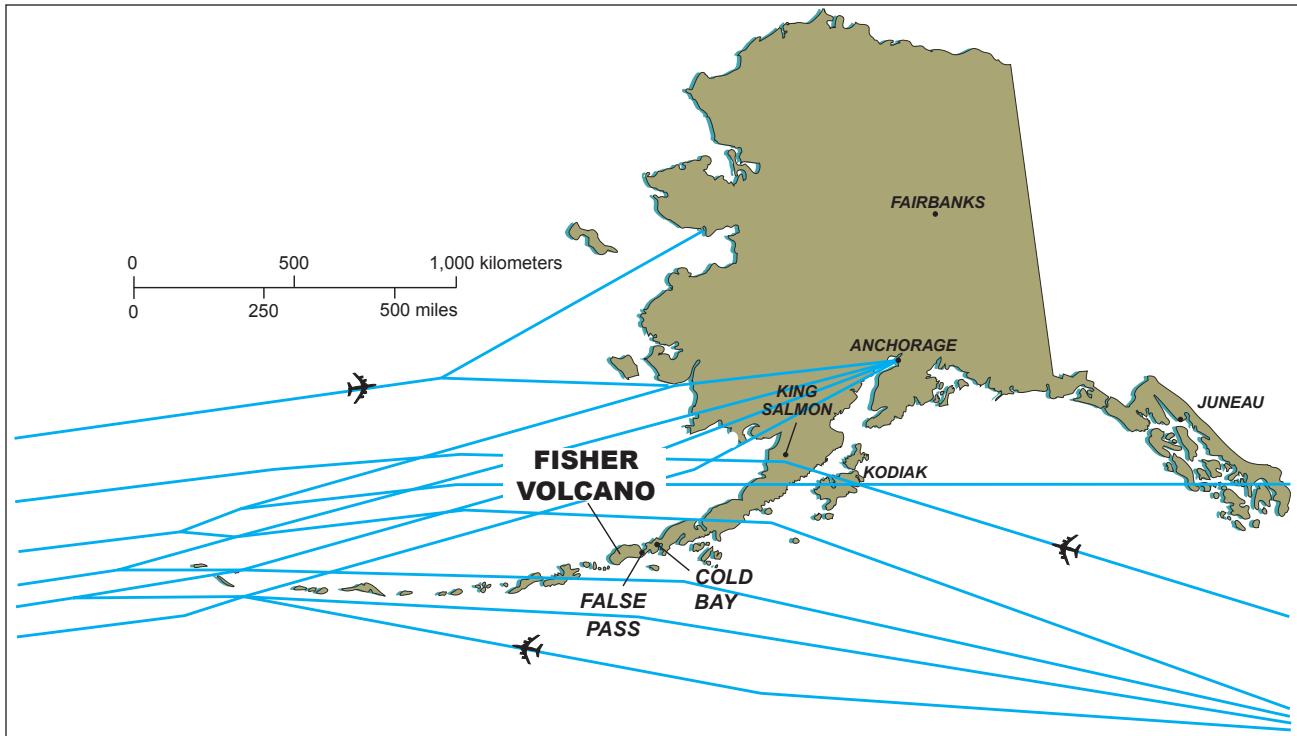 FAIRBANKS
0 500 1,000 kilometers
0 250 500 miles
ANCHORAGE
KING
SALMON
JUNEAU
FISHER
VOLCANO
KODIAK
COLD
BAY
FALSE
PASS